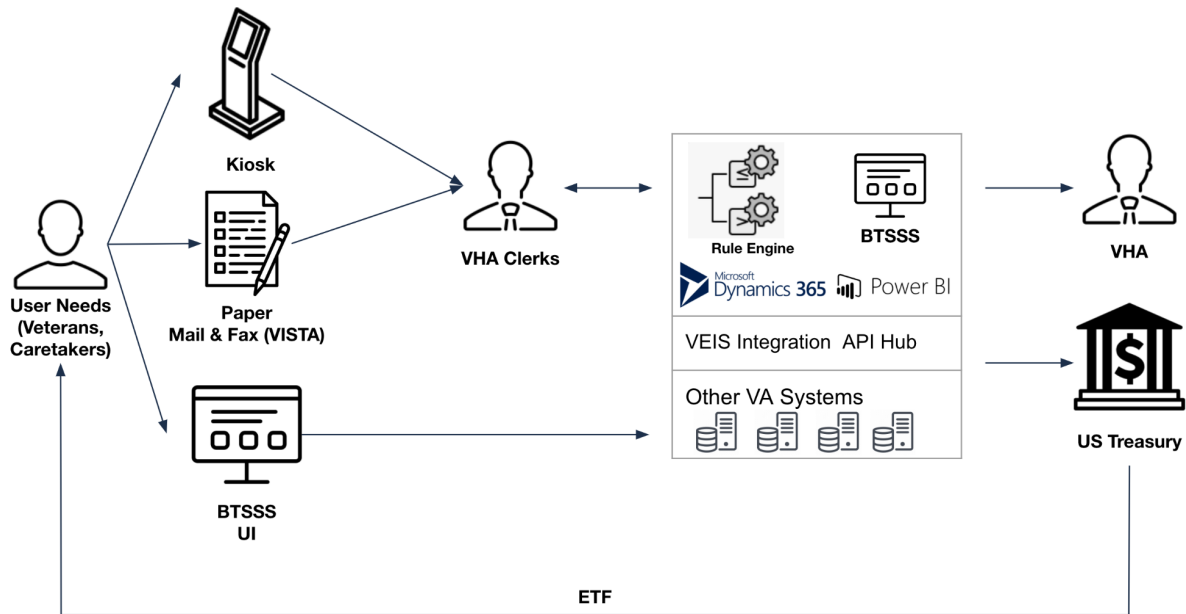 Kiosk
User Needs
(Veterans,
Caretakers)
Paper
Mail & Fax (VISTA)
BTSSS
UI
VHA Clerks
Rule Engine
BTSSS
Microsoft
Dynamics 365
Power BI
VEIS Integration API Hub
Other VA Systems
VHA
$
US Treasury
ETF